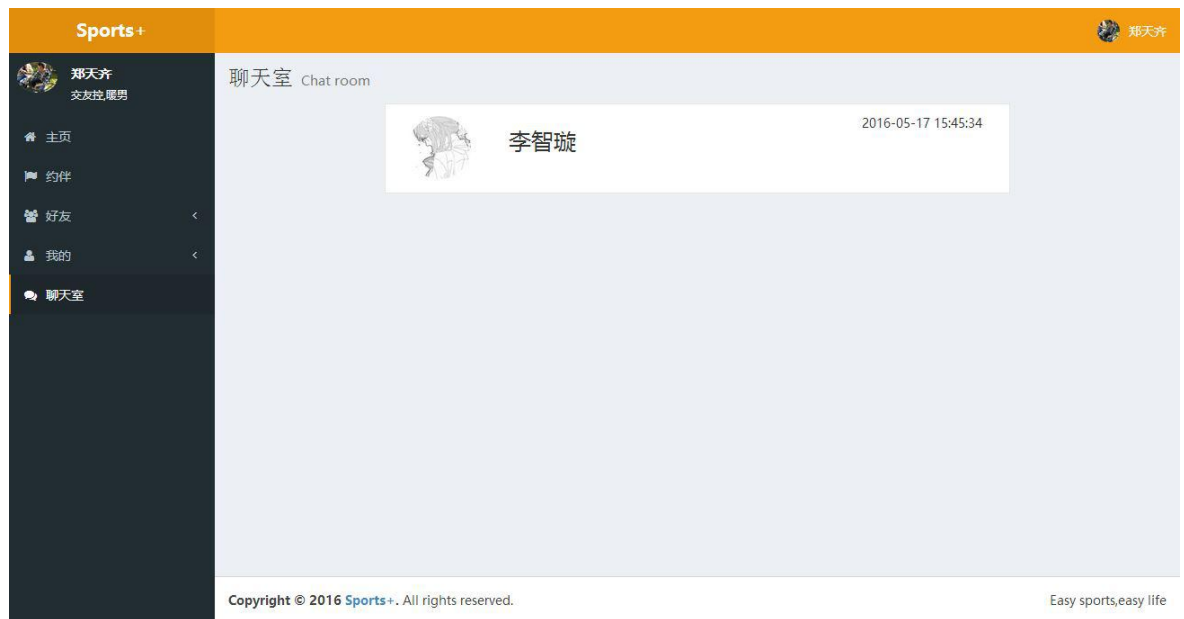 Sports+
郑天齐
郑天齐
交友控,暖男
主页
约伴
好友
我的
聊天室
聊天室 Chat room
李智璇
2016-05-17 15:45:34
Copyright © 2016 Sports+. All rights reserved.
Easy sports,easy life